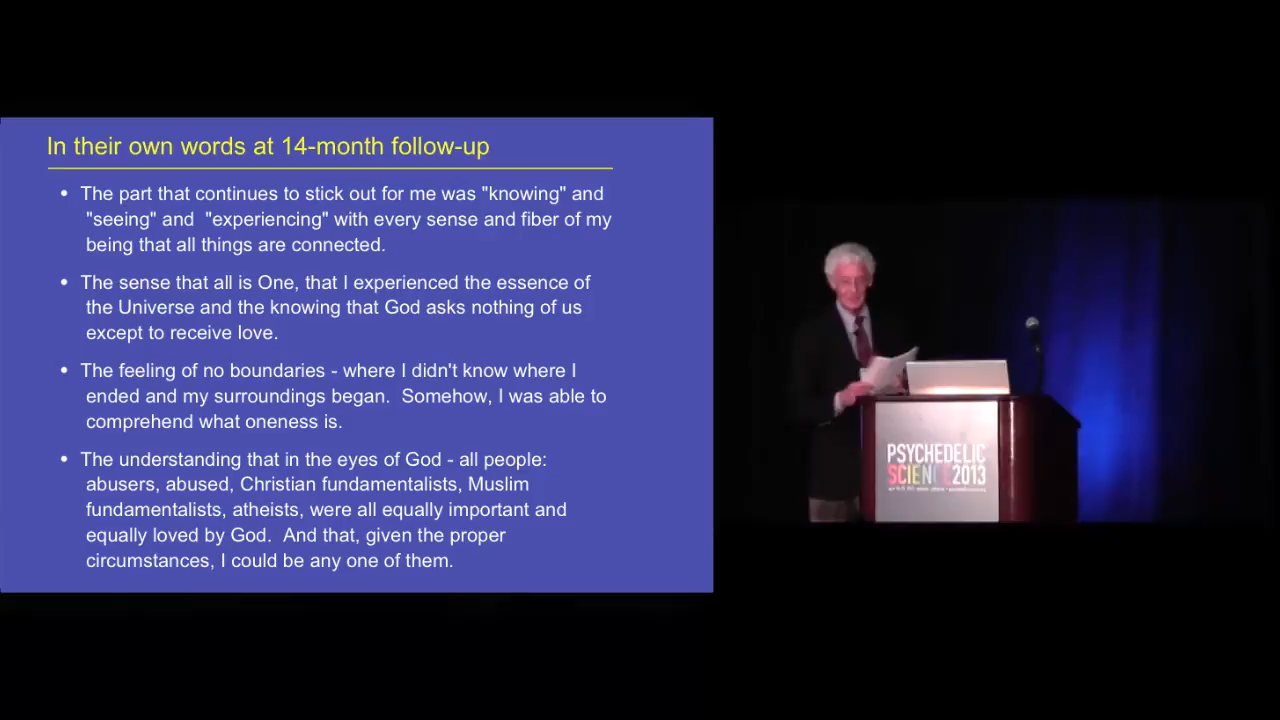 In their own words at 14-month follow-up
• The part that continues to stick out for me was "knowing" and
"seeing" and "experiencing" with every sense and fiber of my
being that all things are connected.
• The sense that all is One, that I experienced the essence of
the Universe and the knowing that God asks nothing of us
except to receive love.
• The feeling of no boundaries - where I didn't know where I
ended and my surroundings began. Somehow, I was able to
comprehend what oneness is.
• The understanding that in the eyes of God - all people:
abusers, abused, Christian fundamentalists, Muslim
fundamentalists, atheists, were all equally important and
equally loved by God. And that, given the proper
circumstances, I could be any one of them.
PSYCHEDELIC
SCIENCE 2013